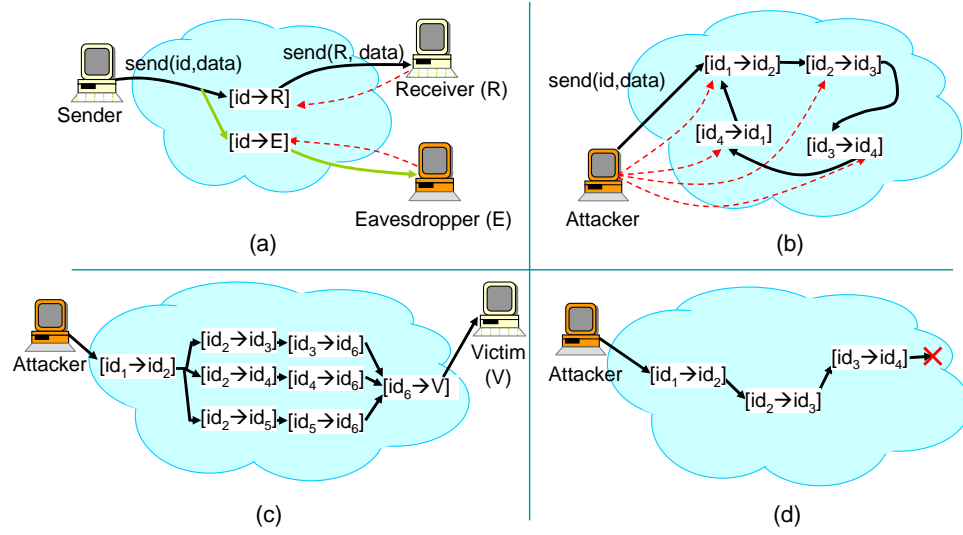 send(id,data)
send(R, data)
[id→R]
Receiver (R)
Sender
[id→E]
Eavesdropper (E)
(a)
send(id,data)
[id₁→id₂]
[id₂→id₃]
[id₄→id₁]
[id₃→id₄]
Attacker
(b)
Attacker
[id₁→id₂]
[id₂→id₃]
[id₃→id₆]
[id₂→id₄]
[id₄→id₆]
[id₂→id₅]
[id₅→id₆]
[id₆→V]
Victim
(V)
(c)
Attacker
[id₁→id₂]
[id₂→id₃]
[id₃→id₄]
(d)